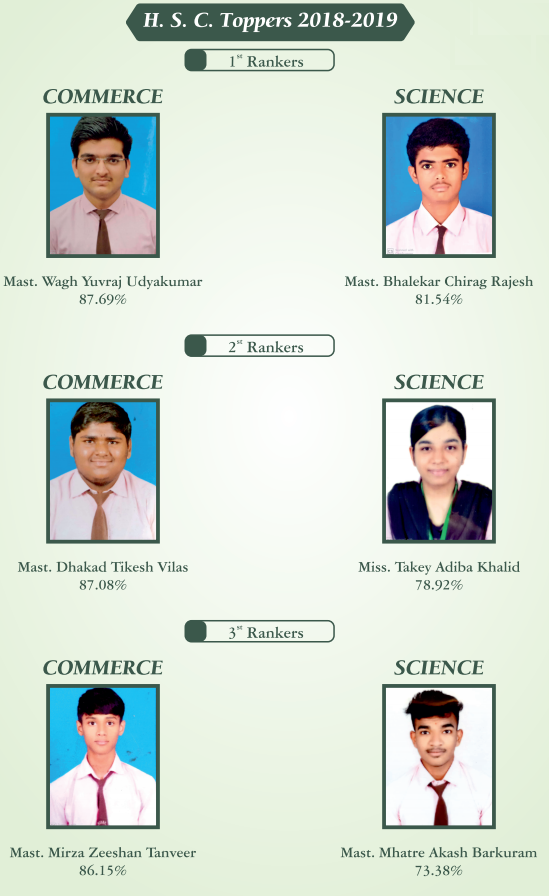 H. S. C. Toppers 2018-2019
1st Rankers
COMMERCE
SCIENCE
Mast. Wagh Yuvraj Udyakumar
87.69%
Mast. Bhalekar Chirag Rajesh
81.54%
2st Rankers
COMMERCE
SCIENCE
Mast. Dhakad Tikesh Vilas
87.08%
Miss. Takey Adiba Khalid
78.92%
3st Rankers
COMMERCE
SCIENCE
Mast. Mirza Zeeshan Tanveer
86.15%
Mast. Mhatre Akash Barkuram
73.38%